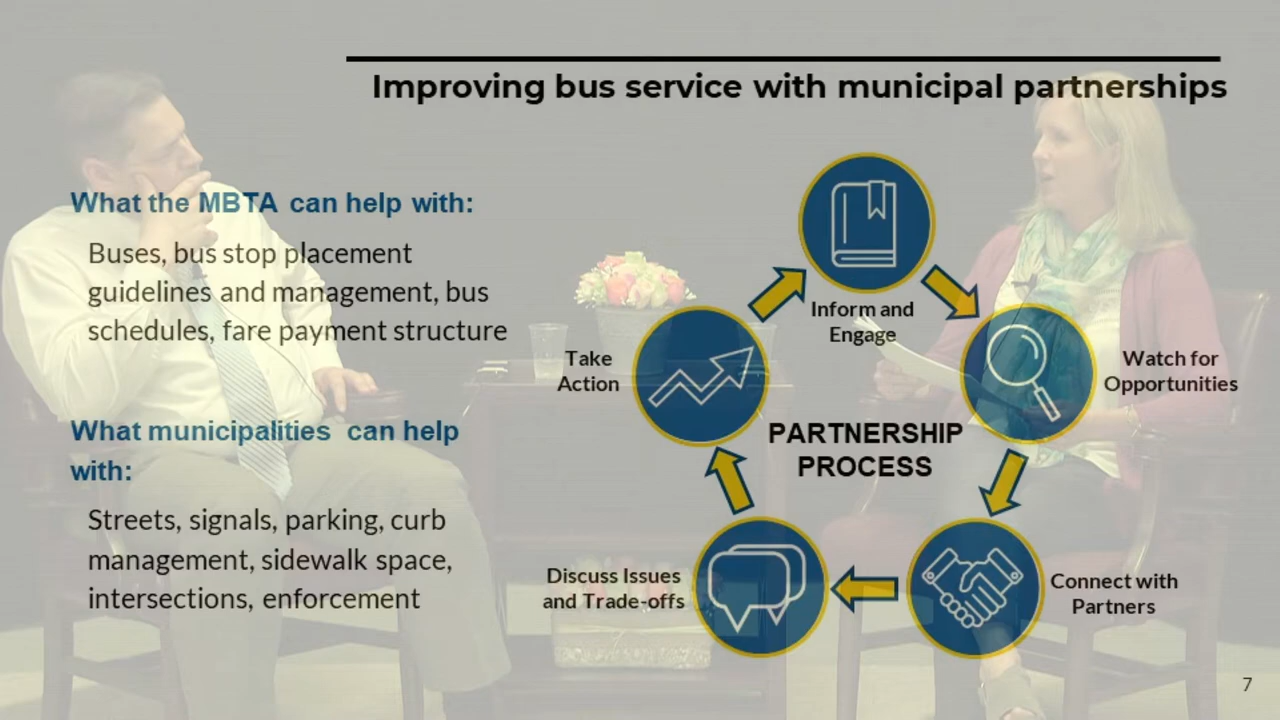 Improving bus service with municipal partnerships
What the MBTA can help with:
Buses, bus stop placement
guidelines and management, bus
schedules, fare payment structure
What municipalities can help
with:
Streets, signals, parking, curb
management, sidewalk space,
intersections, enforcement
Inform and
Engage
Watch for
Opportunities
Connect with
Partners
Discuss Issues
and Trade-offs
Take
Action
PARTNERSHIP
PROCESS
7